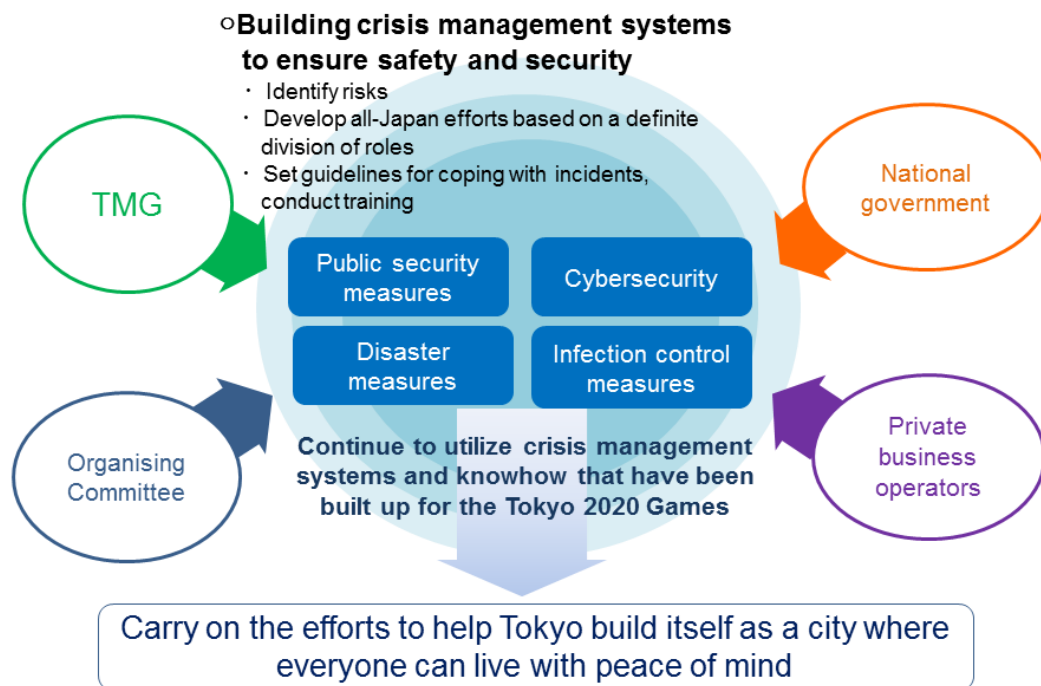 ○Building crisis management systems
to ensure safety and security
・ Identify risks
・ Develop all-Japan efforts based on a definite
division of roles
・ Set guidelines for coping with incidents,
conduct training
TMG
National
government
Public security
measures
Cybersecurity
Disaster
measures
Infection control
measures
Organising
Committee
Private
business
operators
Continue to utilize crisis management
systems and knowhow that have been
built up for the Tokyo 2020 Games
Carry on the efforts to help Tokyo build itself as a city where
everyone can live with peace of mind